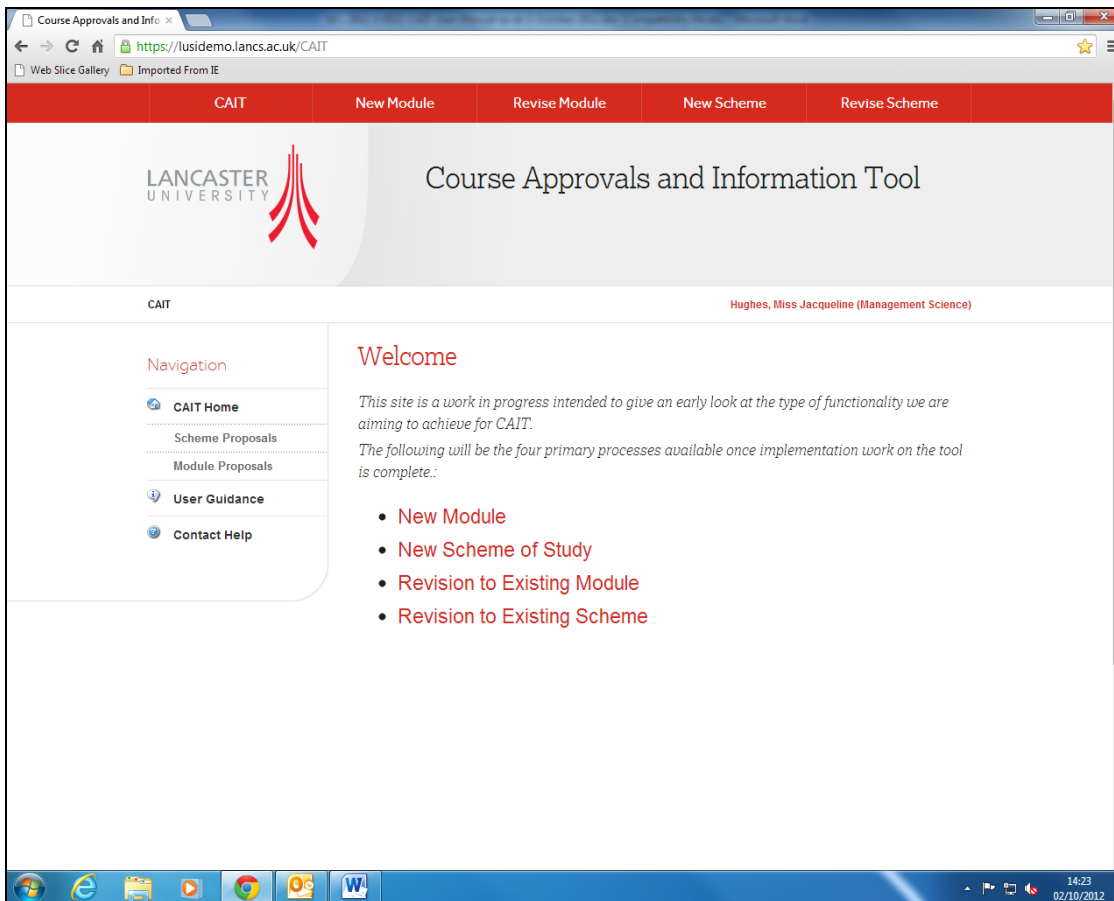 Course Approvals and Info
https://lusidemo.lancs.ac.uk/CAIT
Web Slice Gallery Imported From IE
CAIT New Module Revise Module New Scheme Revise Scheme
LANCASTER
UNIVERSITY
Course Approvals and Information Tool
CAIT Hughes, Miss Jacqueline (Management Science)
Navigation
CAIT Home
Scheme Proposals
Module Proposals
User Guidance
Contact Help
Welcome
This site is a work in progress intended to give an early look at the type of functionality we are
aiming to achieve for CAIT.
The following will be the four primary processes available once implementation work on the tool
is complete.:
• New Module
• New Scheme of Study
• Revision to Existing Module
• Revision to Existing Scheme
14:23
02/10/2012